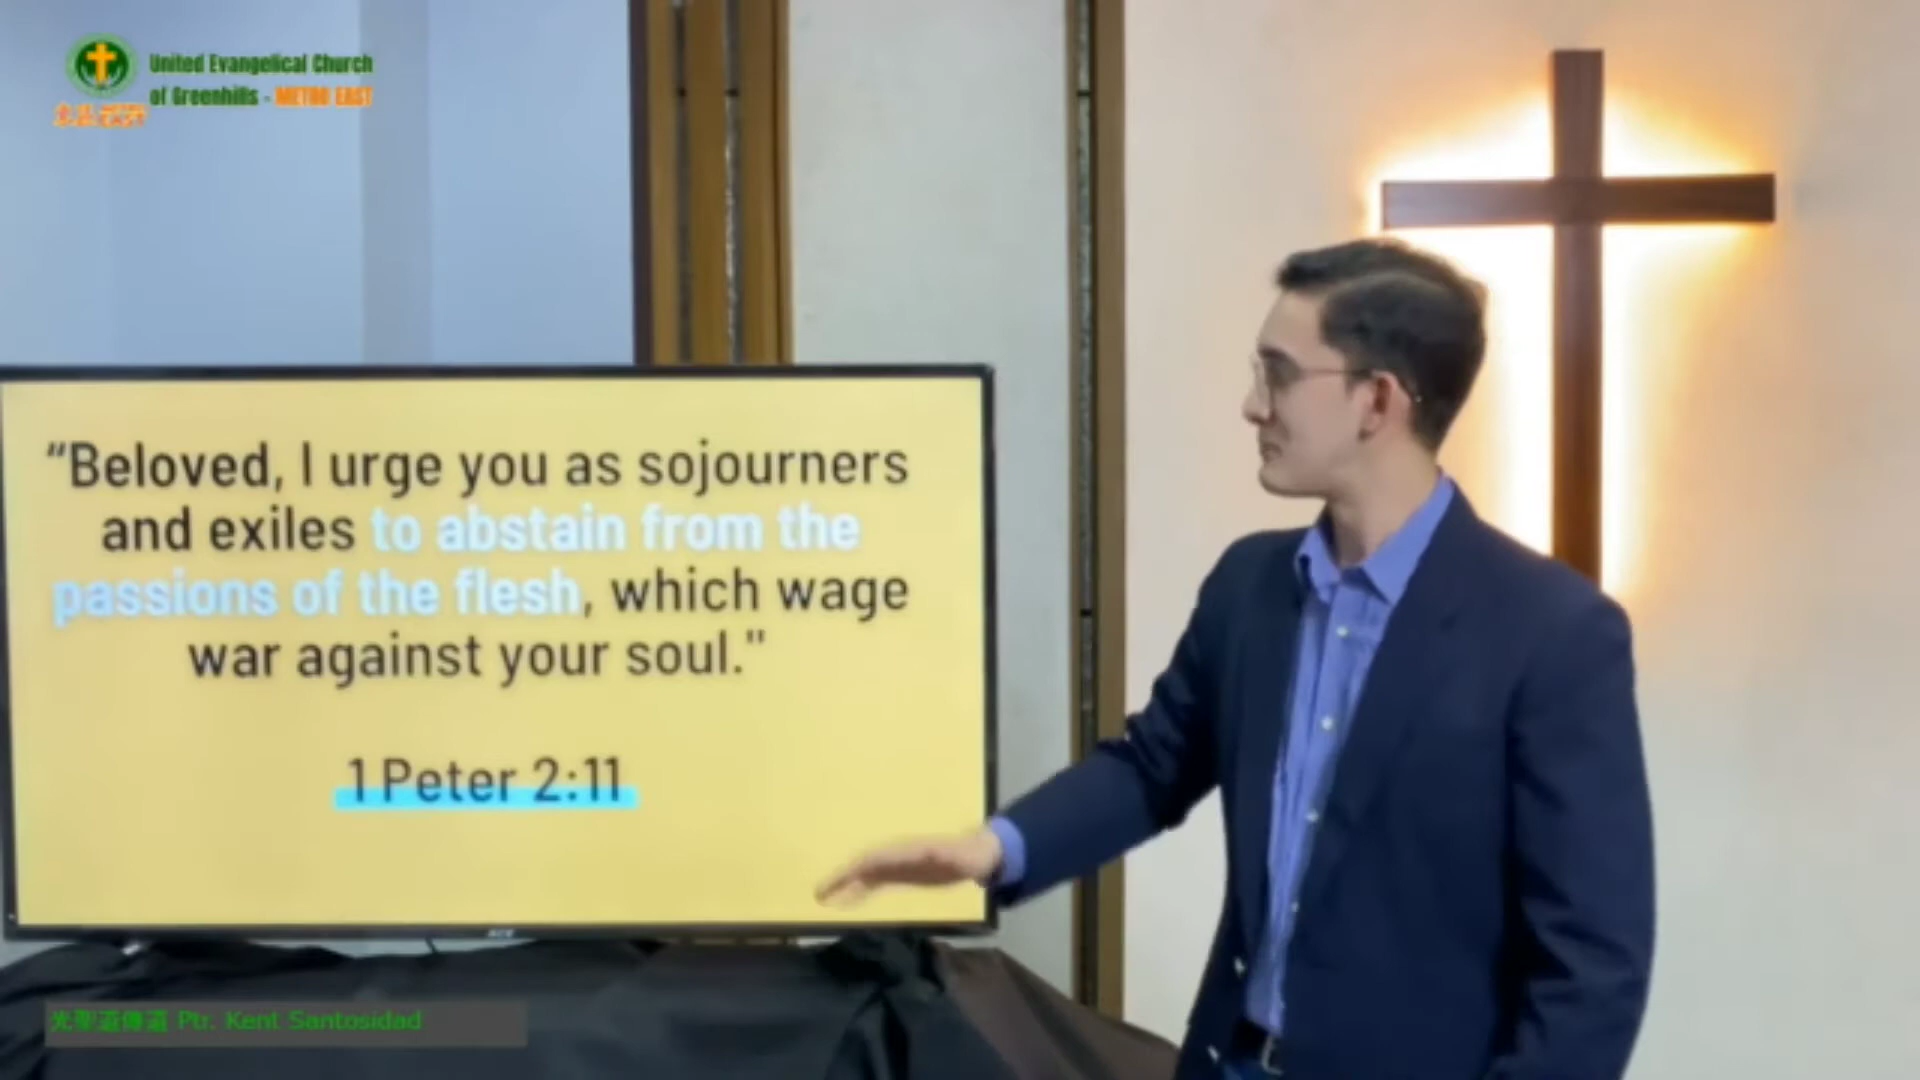 United Evangelical Church
of Greenhills - METRO EAST
“Beloved, I urge you as sojourners
and exiles to abstain from the
passions of the flesh, which wage
war against your soul."
1 Peter 2:11
Ptr. Kent Santosidad